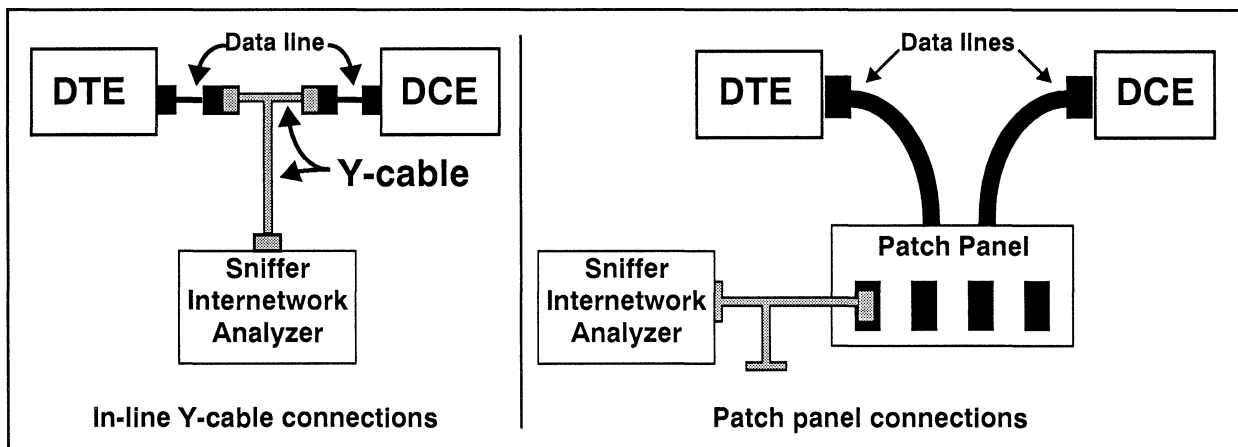 Data line
DTE
DCE
Y-cable
Sniffer
Internetwork
Analyzer
In-line Y-cable connections
Data lines
DTE
DCE
Patch Panel
Sniffer
Internetwork
Analyzer
Patch panel connections